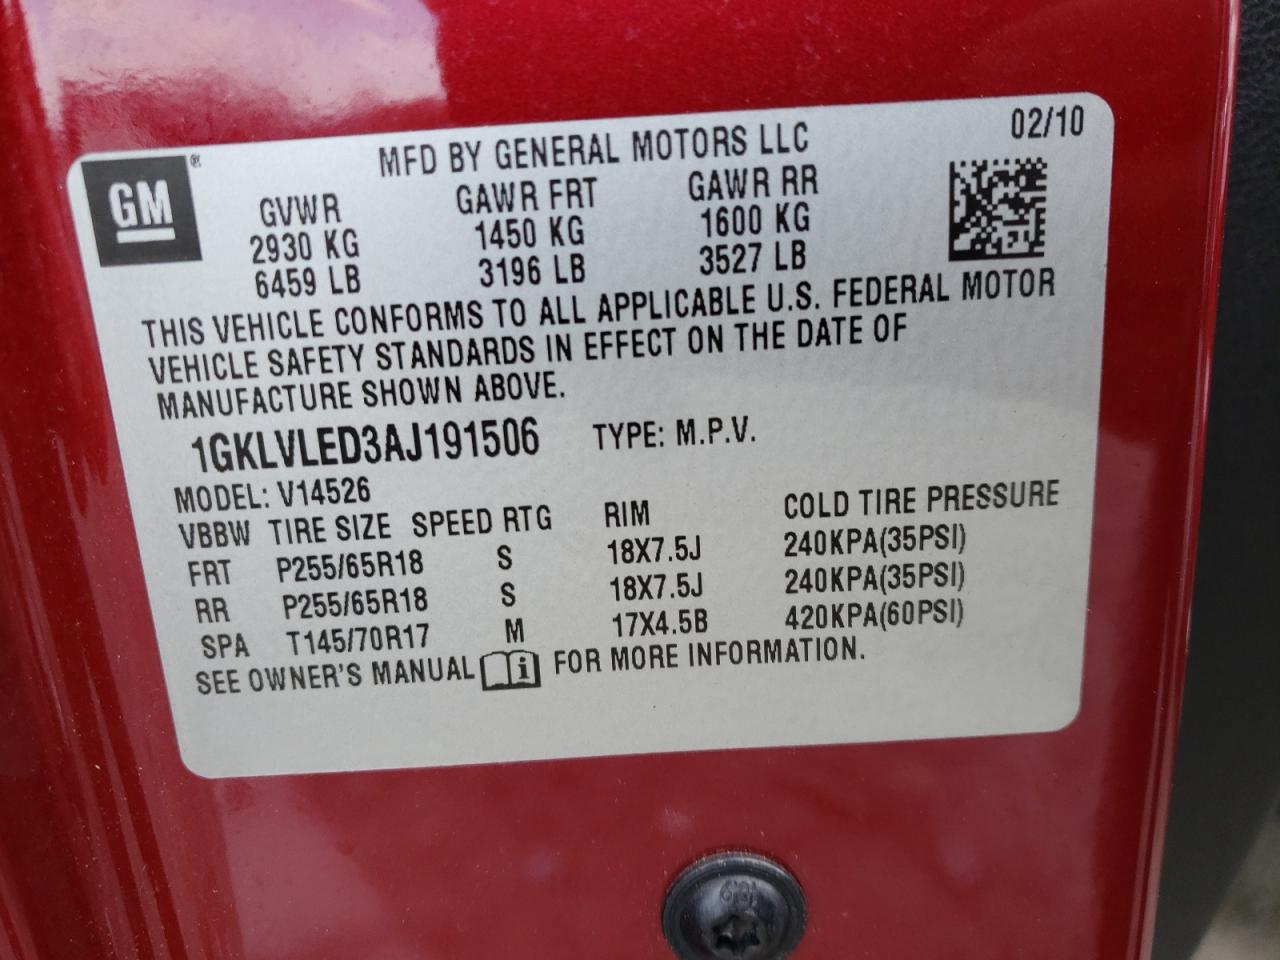 02/10
GM ®
MFD BY GENERAL MOTORS LLC
GVWR GAWR FRT GAWR RR
2930 KG 1450 KG 1600 KG
6459 LB 3196 LB 3527 LB
THIS VEHICLE CONFORMS TO ALL APPLICABLE U.S. FEDERAL MOTOR
VEHICLE SAFETY STANDARDS IN EFFECT ON THE DATE OF
MANUFACTURE SHOWN ABOVE.
1GKLVLED3AJ191506 TYPE: M.P.V.
MODEL: V14526
VBBW TIRE SIZE SPEED RTG RIM COLD TIRE PRESSURE
FRT P255/65R18 S 18X7.5J 240KPA(35PSI)
RR P255/65R18 S 18X7.5J 240KPA(35PSI)
SPA T145/70R17 M 17X4.5B 420KPA(60PSI)
SEE OWNER'S MANUAL i FOR MORE INFORMATION.